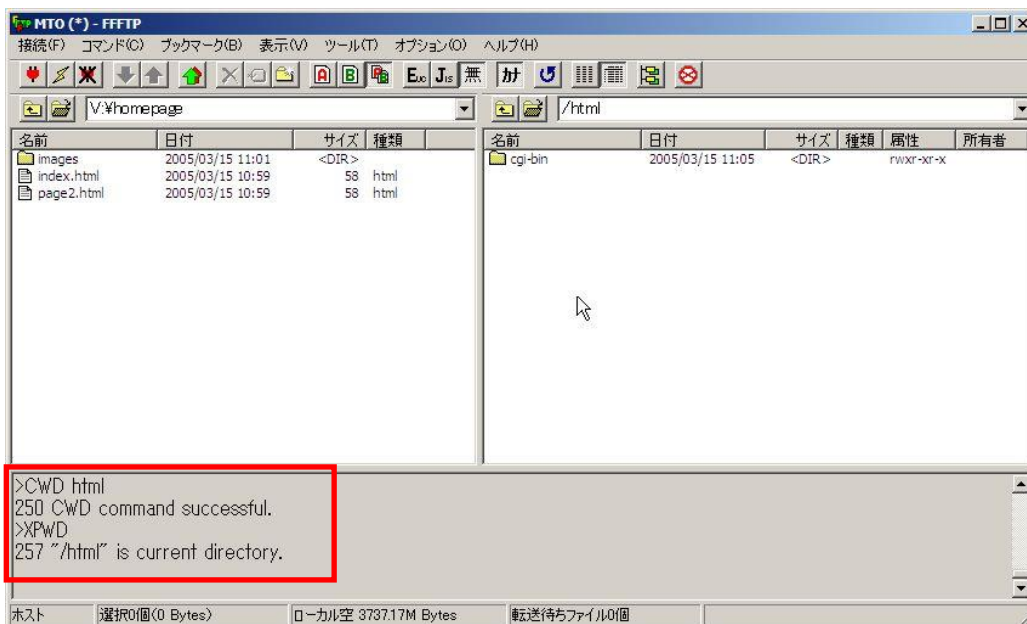 MTO (*) - FFFTP
接続(F) コマンド(C) ブックマーク(B) 表示(V) ツール(T) オプション(O) ヘルプ(H)
A B Euc JIS 無 カナ
V:¥homepage /html
名前 日付 サイズ 種類 名前 日付 サイズ 種類 属性 所有者
images 2005/03/15 11:01 <DIR> cgi-bin 2005/03/15 11:05 <DIR> rwxr-xr-x
index.html 2005/03/15 10:59 58 html
page2.html 2005/03/15 10:59 58 html
>CWD html
250 CWD command successful.
>XPWD
257 "/html" is current directory.
ホスト 選択0個(0 Bytes) ローカル空 3737.17M Bytes 転送待ちファイル0個